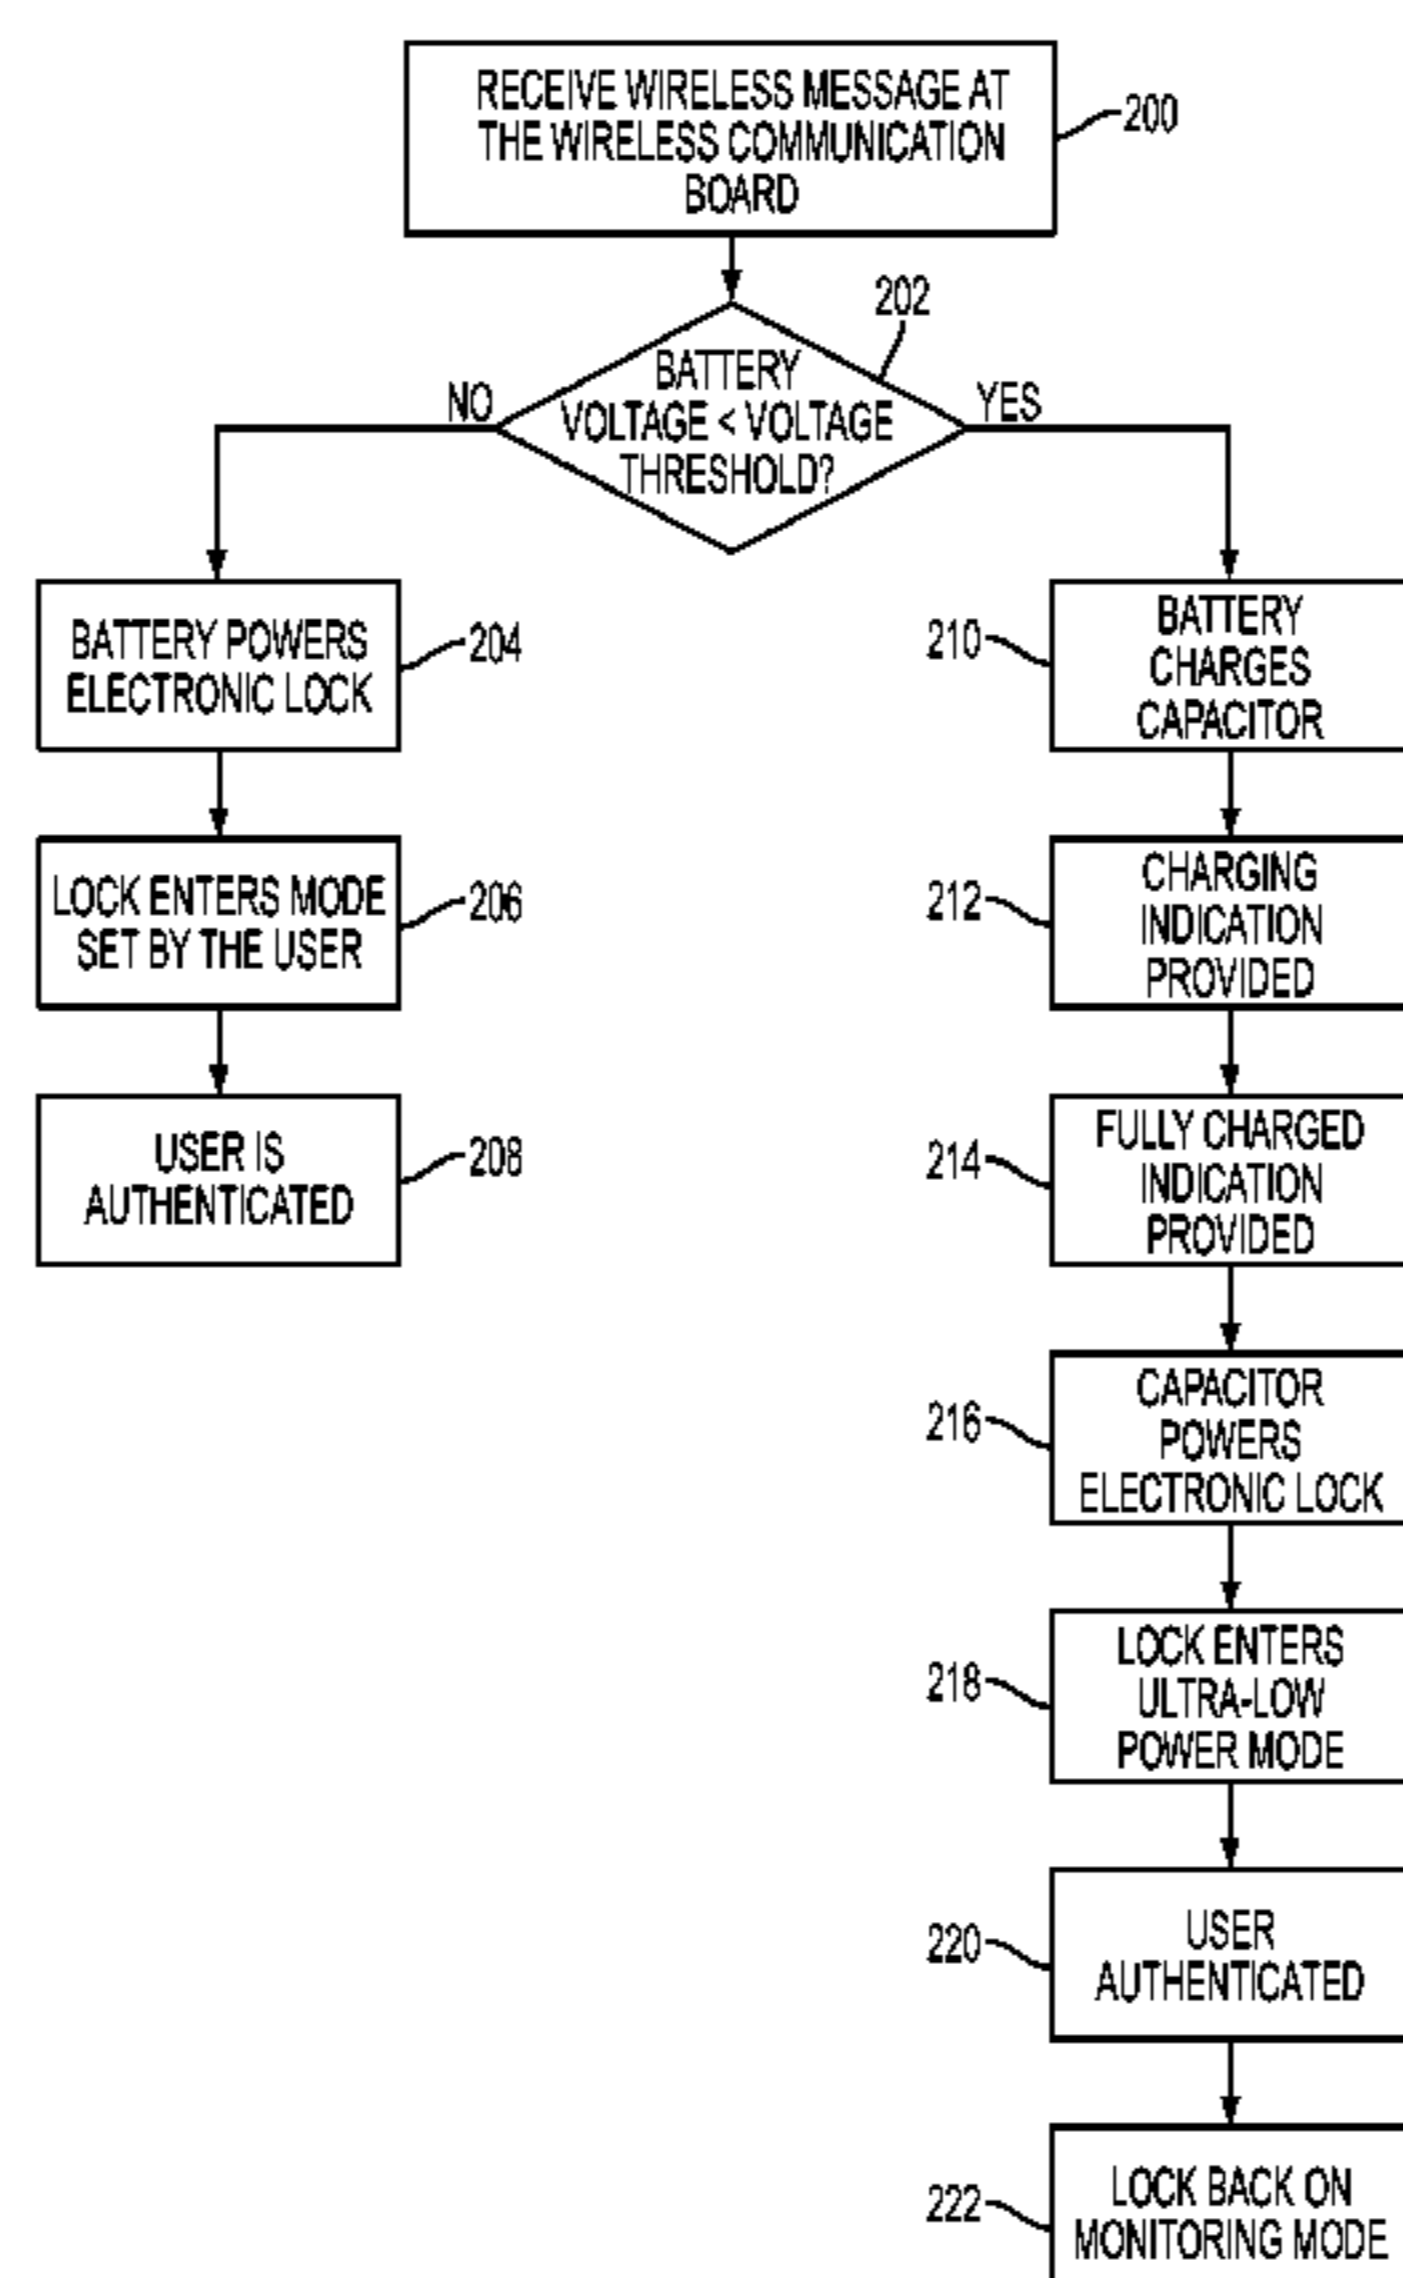 RECEIVE WIRELESS MESSAGE AT
THE WIRELESS COMMUNICATION
BOARD
200
202
BATTERY
VOLTAGE < VOLTAGE
THRESHOLD?
NO
YES
BATTERY POWERS
ELECTRONIC LOCK
204
LOCK ENTERS MODE
SET BY THE USER
206
USER IS
AUTHENTICATED
208
210
BATTERY
CHARGES
CAPACITOR
212
CHARGING
INDICATION
PROVIDED
214
FULLY CHARGED
INDICATION
PROVIDED
216
CAPACITOR
POWERS
ELECTRONIC LOCK
218
LOCK ENTERS
ULTRA-LOW
POWER MODE
220
USER
AUTHENTICATED
222
LOCK BACK ON
MONITORING MODE